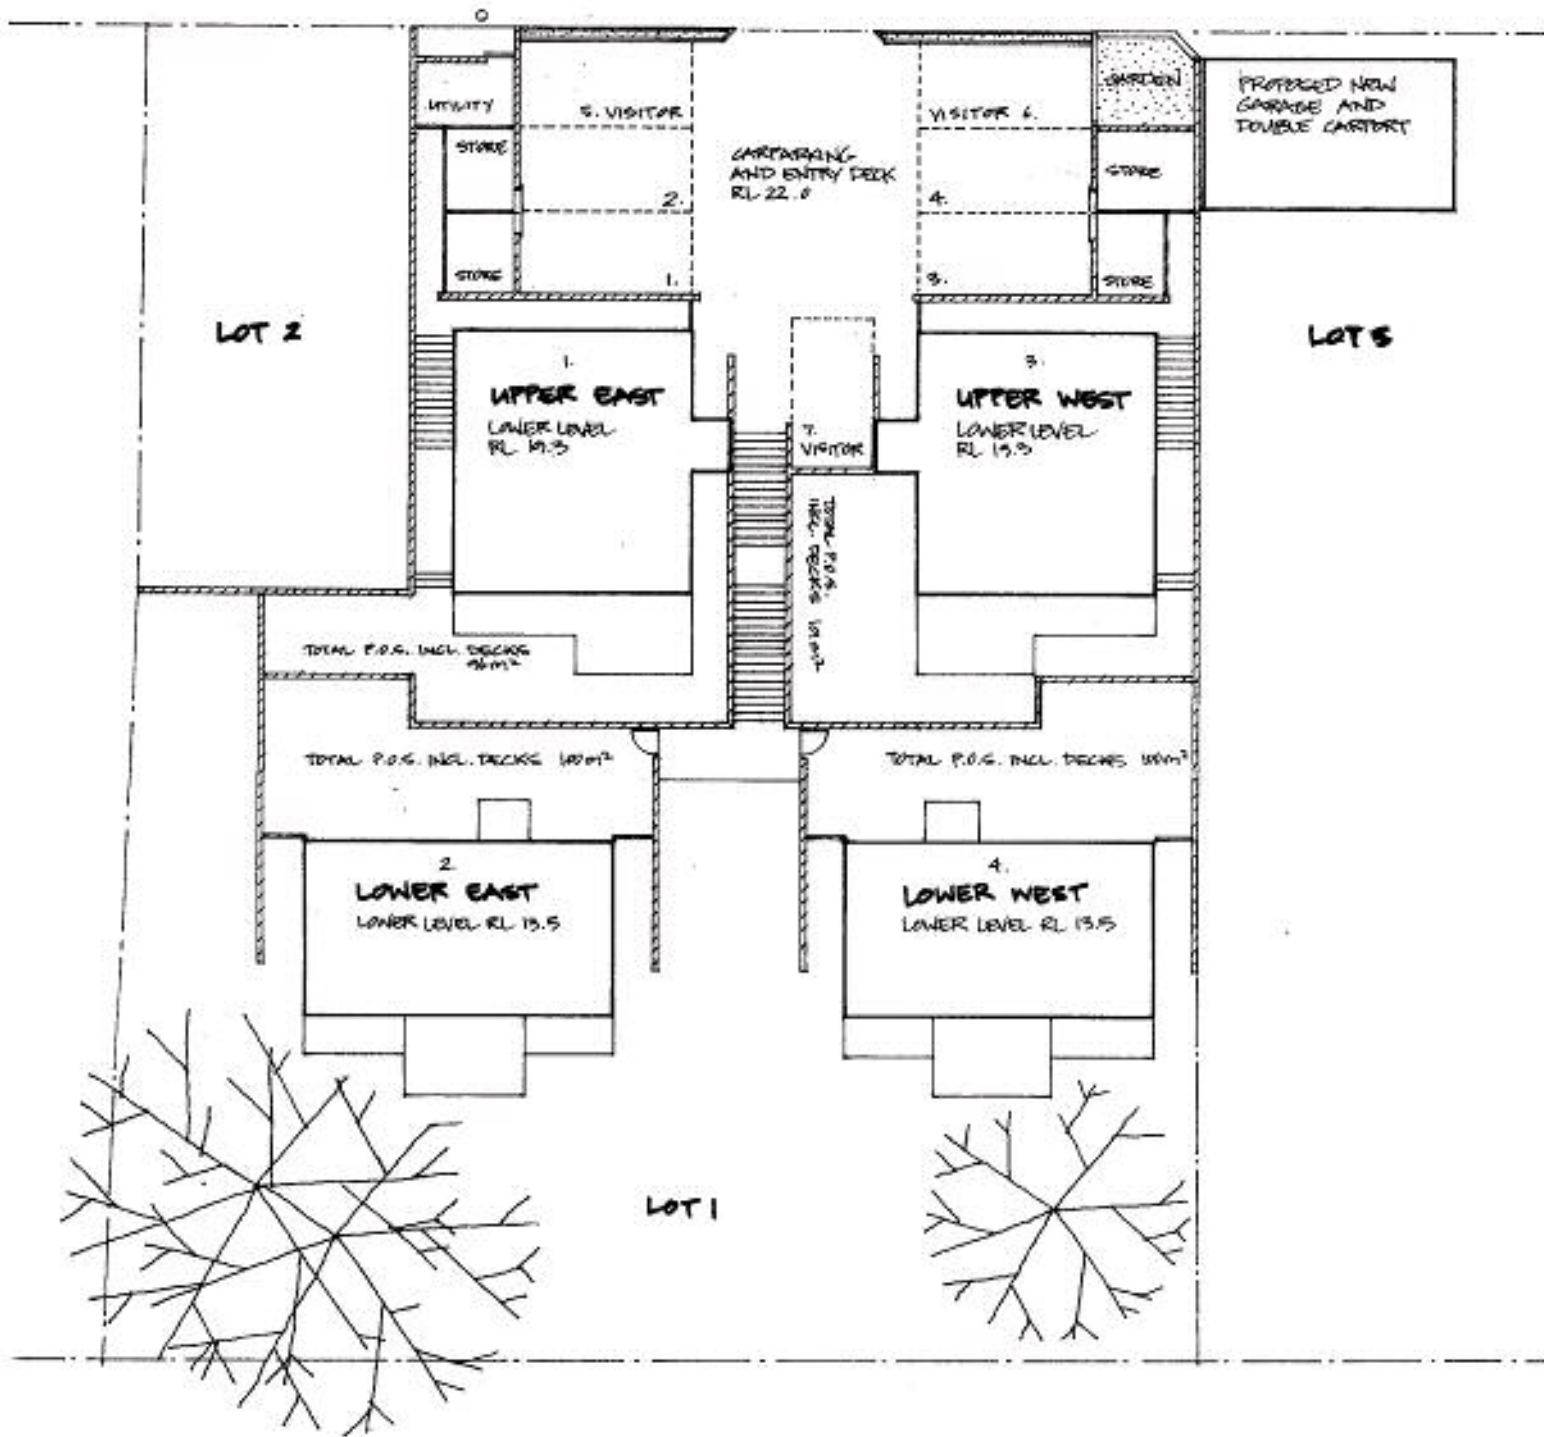 O
UTILITY
STORE
STORE
5. VISITOR
2.
1.
CARPARKING
AND ENTRY DECK
RL 22.0
VISITOR 6.
4.
3.
GARDEN
STORE
STORE
PROPOSED NEW
GARAGE AND
DOUBLE CARPORT
LOT 2
1.
UPPER EAST
LOWER LEVEL
RL 19.3
7.
VISITOR
3.
UPPER WEST
LOWER LEVEL
RL 19.3
LOT
TOTAL P.O.S.
INCL. DECKS m²
TOTAL P.O.S. INCL. DECKS
96m²
TOTAL P.O.S. INCL. DECKS 100m²
TOTAL P.O.S. INCL. DECKS 100m²
2.
LOWER EAST
LOWER LEVEL RL 13.5
4.
LOWER WEST
LOWER LEVEL RL 13.5
LOT 1